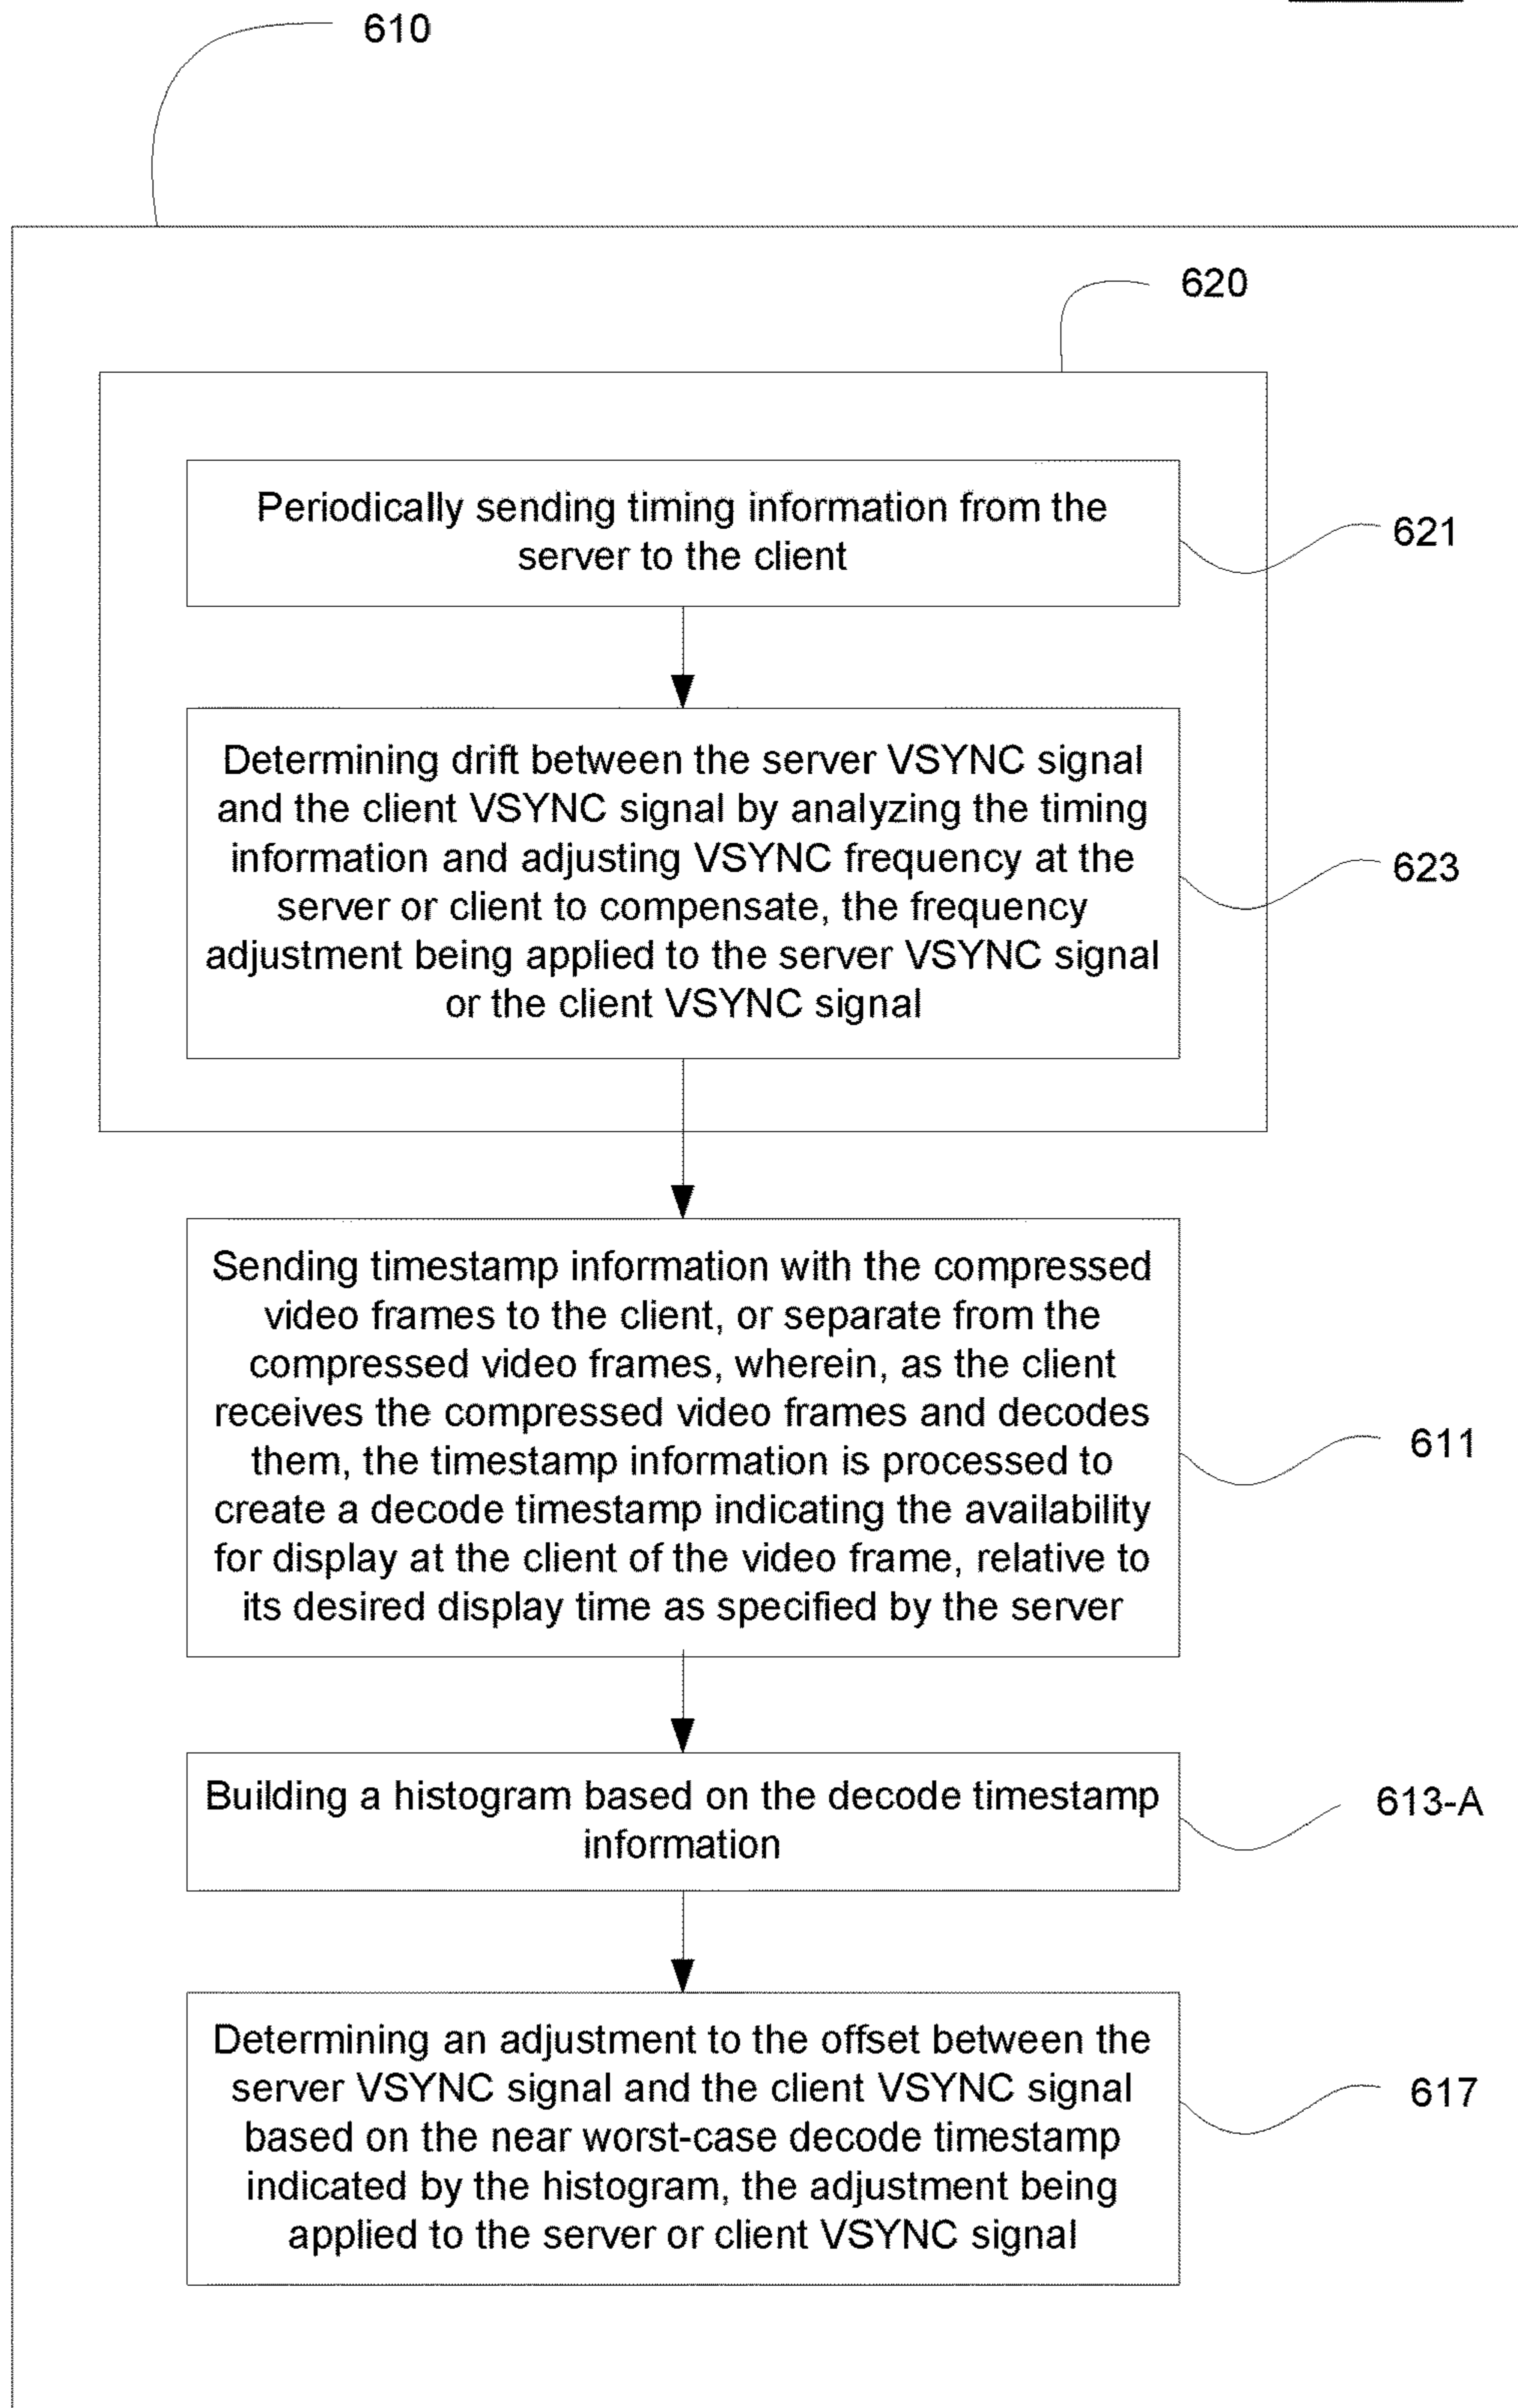 610
620
Periodically sending timing information from the
server to the client
621
Determining drift between the server VSYNC signal
and the client VSYNC signal by analyzing the timing
information and adjusting VSYNC frequency at the
server or client to compensate, the frequency
adjustment being applied to the server VSYNC signal
or the client VSYNC signal
623
Sending timestamp information with the compressed
video frames to the client, or separate from the
compressed video frames, wherein, as the client
receives the compressed video frames and decodes
them, the timestamp information is processed to
create a decode timestamp indicating the availability
for display at the client of the video frame, relative to
its desired display time as specified by the server
611
Building a histogram based on the decode timestamp
information
613-A
Determining an adjustment to the offset between the
server VSYNC signal and the client VSYNC signal
based on the near worst-case decode timestamp
indicated by the histogram, the adjustment being
applied to the server or client VSYNC signal
617